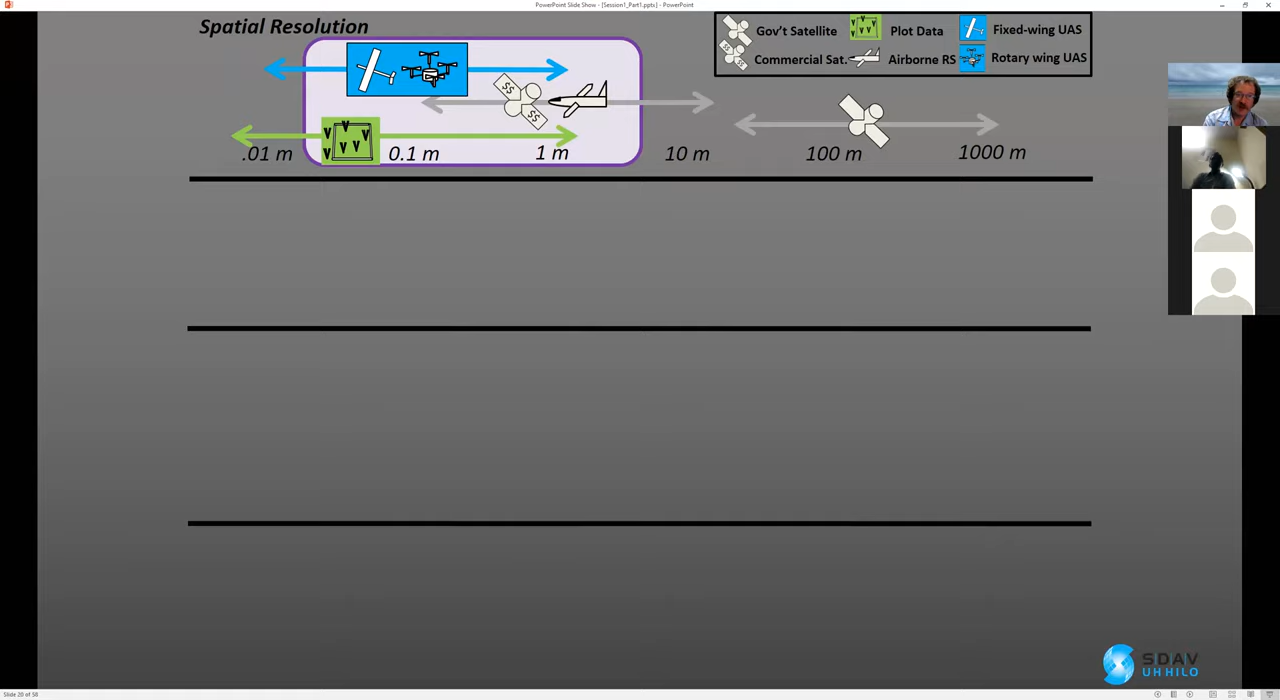 PowerPoint Slide Show - [Session1_Part1.pptx] - PowerPoint
Spatial Resolution
Gov't Satellite
Plot Data
Fixed-wing UAS
$$
$$
Commercial Sat.
Airborne RS
Rotary wing UAS
$$
$$
.01 m
0.1 m
1 m
10 m
100 m
1000 m
SDAV
UH HILO
Slide 20 of 58